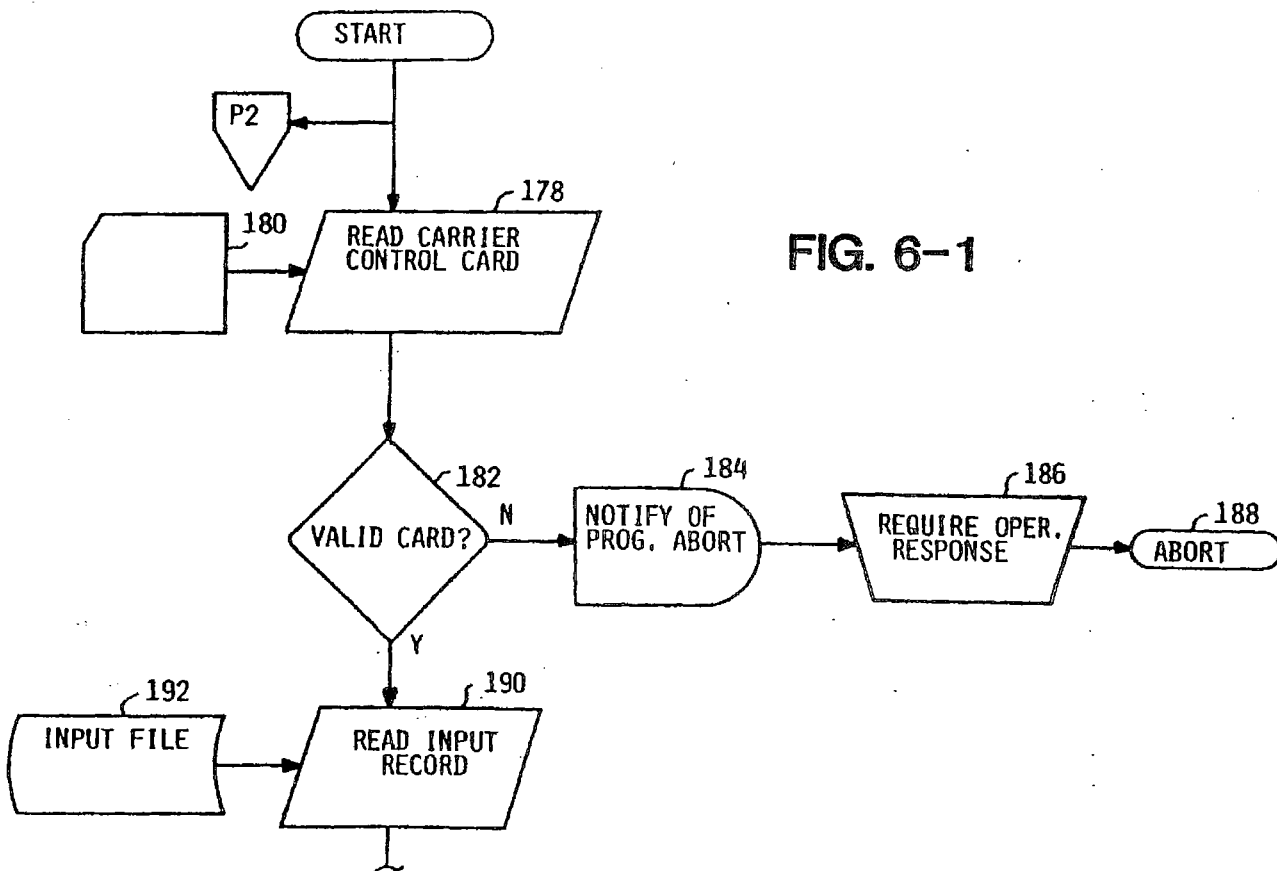 START
P2
178
180
READ CARRIER
CONTROL CARD
FIG. 6-1
182
VALID CARD?
N
184
NOTIFY OF
PROG. ABORT
186
REQUIRE OPER.
RESPONSE
188
ABORT
Y
192
INPUT FILE
190
READ INPUT
RECORD